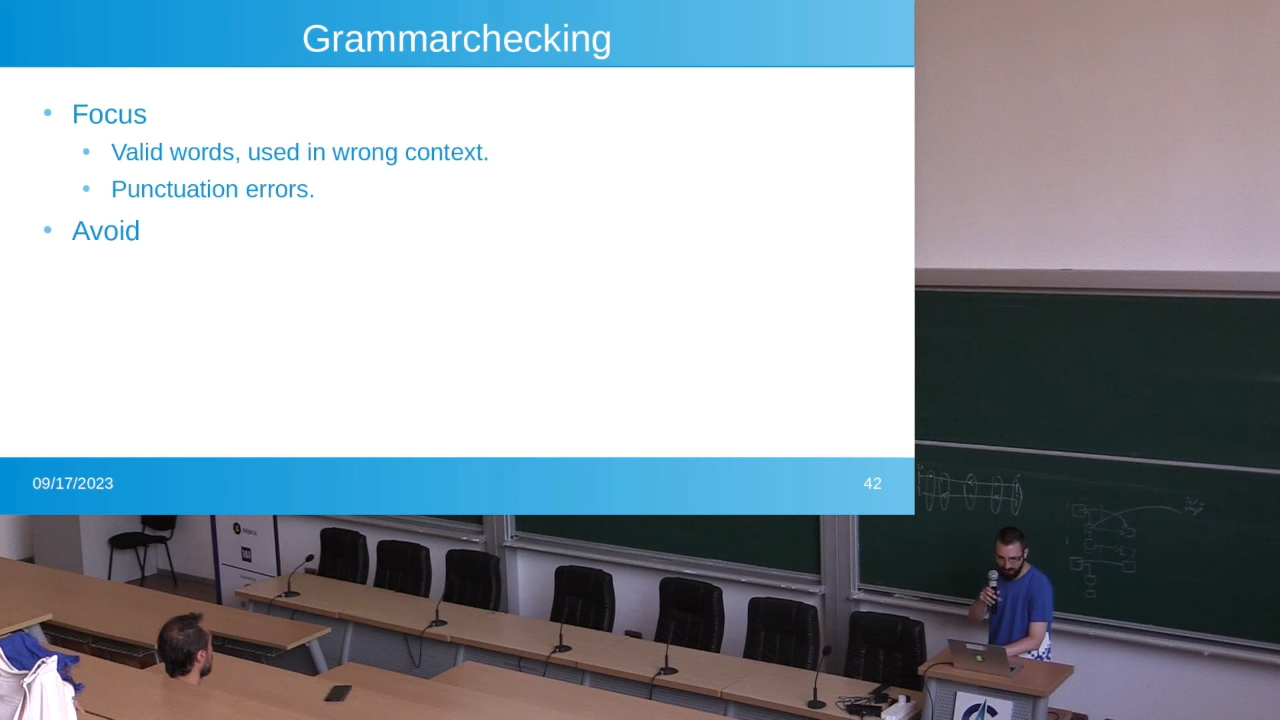 Grammarchecking
Focus
Valid words, used in wrong context.
Punctuation errors.
Avoid
09/17/2023
42